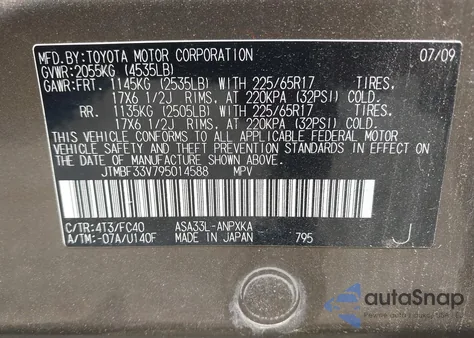 MFD.BY:TOYOTA MOTOR CORPORATION 07/09
GVWR:2055KG (4535LB)
GAWR:FRT. 1145KG (2535LB) WITH 225/65R17 TIRES,
17X6 1/2J RIMS, AT 220KPA (32PSI) COLD.
RR. 1135KG (2505LB) WITH 225/65R17 TIRES,
17X6 1/2J RIMS, AT 220KPA (32PSI) COLD.
THIS VEHICLE CONFORMS TO ALL APPLICABLE FEDERAL MOTOR
VEHICLE SAFETY AND THEFT PREVENTION STANDARDS IN EFFECT
ON THE DATE OF MANUFACTURE SHOWN ABOVE.
JTMBF33V795014588 MPV
C/TR:4T3/FC40 ASA33L-ANPXKA
A/TM:-07A/U140F MADE IN JAPAN 795 J
autoSnap